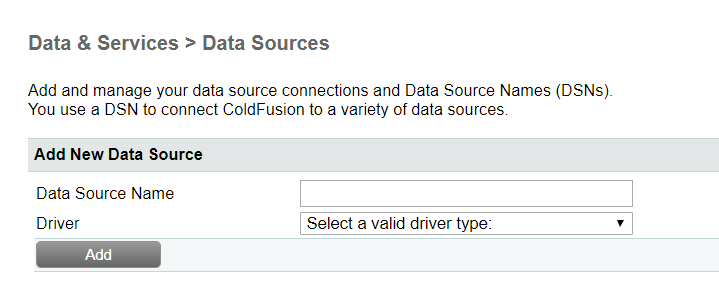 Data & Services > Data Sources
Add and manage your data source connections and Data Source Names (DSNs).
You use a DSN to connect ColdFusion to a variety of data sources.
Add New Data Source
Data Source Name
Driver
Select a valid driver type:
Add